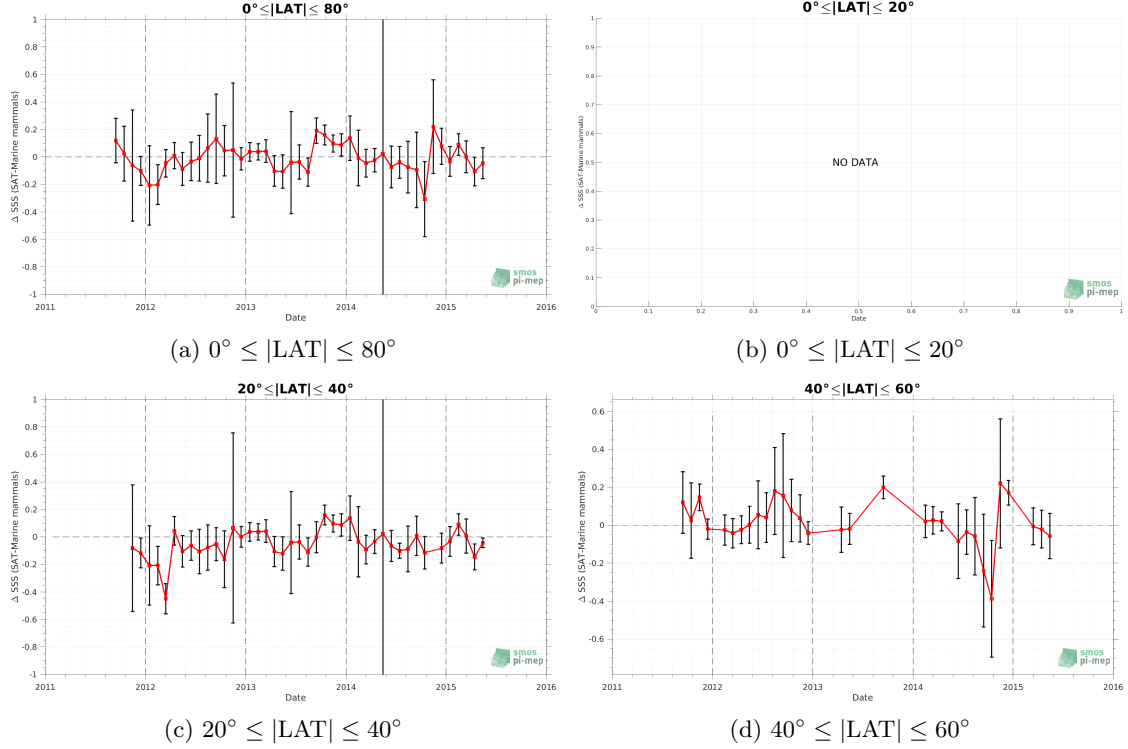 0°≤|LAT|≤ 80°
Δ SSS (SAT-Marine mammals)
1
0.8
0.6
0.4
0.2
0
-0.2
-0.4
-0.6
-0.8
-1
2011 2012 2013 2014 2015 2016
Date
smos
pi-mep
(a) 0° ≤ |LAT| ≤ 80°
0°≤|LAT|≤ 20°
Δ SSS (SAT-Marine mammals)
1
0.9
0.8
0.7
0.6
0.5
0.4
0.3
0.2
0.1
0
NO DATA
0 0.1 0.2 0.3 0.4 0.5 0.6 0.7 0.8 0.9 1
Date
smos
pi-mep
(b) 0° ≤ |LAT| ≤ 20°
20°≤|LAT|≤ 40°
Δ SSS (SAT-Marine mammals)
1
0.8
0.6
0.4
0.2
0
-0.2
-0.4
-0.6
-0.8
-1
2011 2012 2013 2014 2015 2016
Date
smos
pi-mep
(c) 20° ≤ |LAT| ≤ 40°
40°≤|LAT|≤ 60°
Δ SSS (SAT-Marine mammals)
0.6
0.4
0.2
0
-0.2
-0.4
-0.6
2011 2012 2013 2014 2015 2016
Date
smos
pi-mep
(d) 40° ≤ |LAT| ≤ 60°